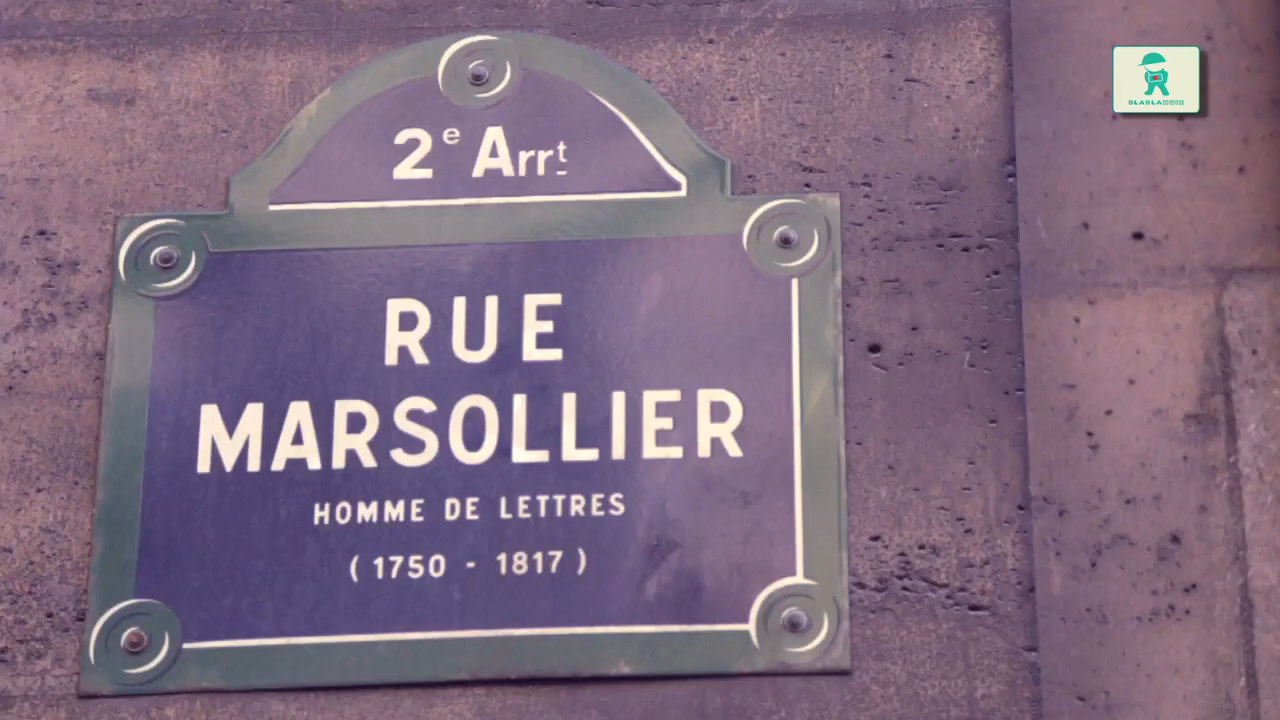 2e Arrt
RUE
MARSOLLIER
HOMME DE LETTRES
(1750 - 1817)